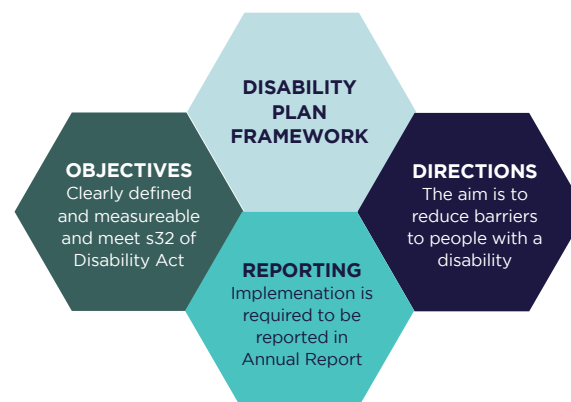 DISABILITY
PLAN
FRAMEWORK
OBJECTIVES
Clearly defined
and measureable
and meet s32 of
Disability Act
DIRECTIONS
The aim is to
reduce barriers
to people with a
disability
REPORTING
Implemenation is
required to be
reported in
Annual Report